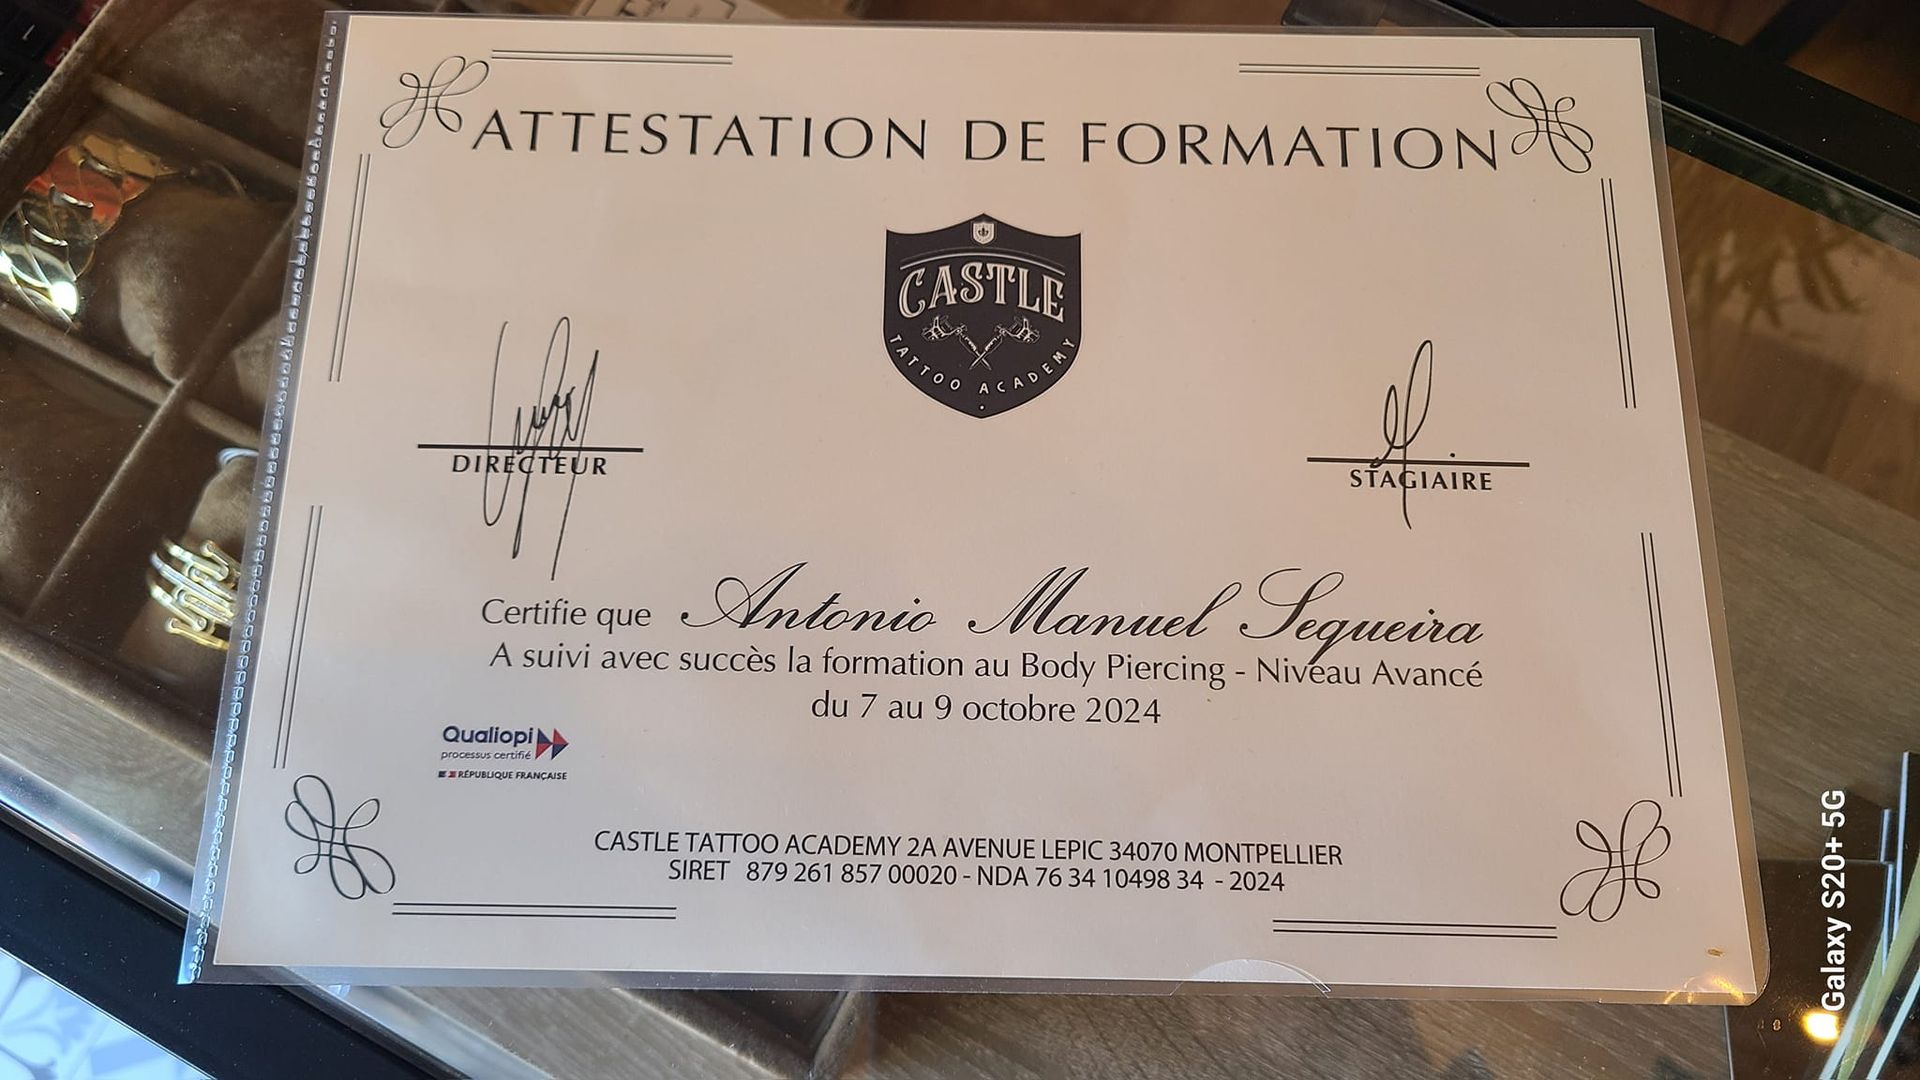 ATTESTATION DE FORMATION
CASTLE
TATTOO ACADEMY
DIRECTEUR
STAGIAIRE
Certifie que Antonio Manuel Sequeira
A suivi avec succès la formation au Body Piercing - Niveau Avancé
du 7 au 9 octobre 2024
Qualiopi
processus certifié
RÉPUBLIQUE FRANÇAISE
CASTLE TATTOO ACADEMY 2A AVENUE LEPIC 34070 MONTPELLIER
SIRET 879 261 857 00020 - NDA 76 34 10498 34 - 2024
Galaxy S20+ 5G